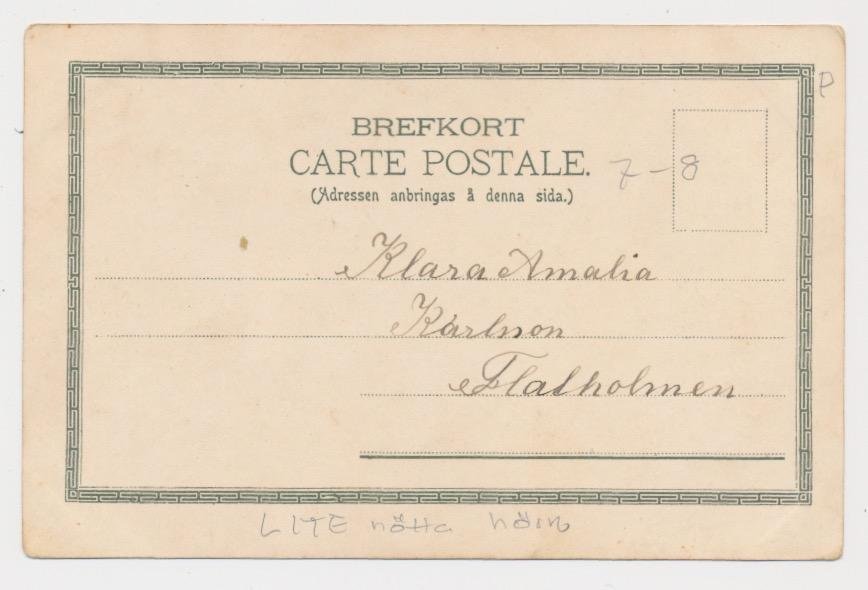 P
BREFKORT
CARTE POSTALE.
7-8
(Adressen anbringas å denna sida.)
Klara Amalia
Karlsson
Flatholmen
LITE nötta hörn